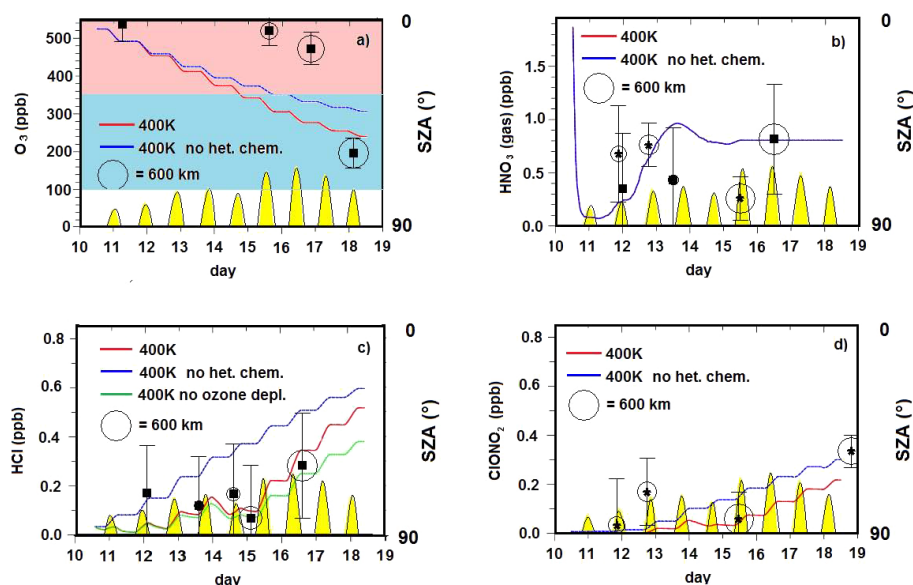 a)
550
500
450
400
350
300
200
100
0
O3 (ppb)
400K
400K no het. chem.
= 600 km
10 11 12 13 14 15 16 17 18 19
day
0
SZA (°)
90
b)
1.5
1.0
0.5
0.0
HNO3 (gas) (ppb)
400K
400K no het. chem.
= 600 km
10 11 12 13 14 15 16 17 18 19
day
0
SZA (°)
90
c)
0.8
0.6
0.4
0.2
0.0
HCl (ppb)
400K
400K no het. chem.
400K no ozone depl.
= 600 km
10 11 12 13 14 15 16 17 18 19
day
0
SZA (°)
90
d)
0.8
0.6
0.4
0.2
0.0
ClONO2 (ppb)
400K
400K no het. chem.
= 600 km
10 11 12 13 14 15 16 17 18 19
day
0
SZA (°)
90